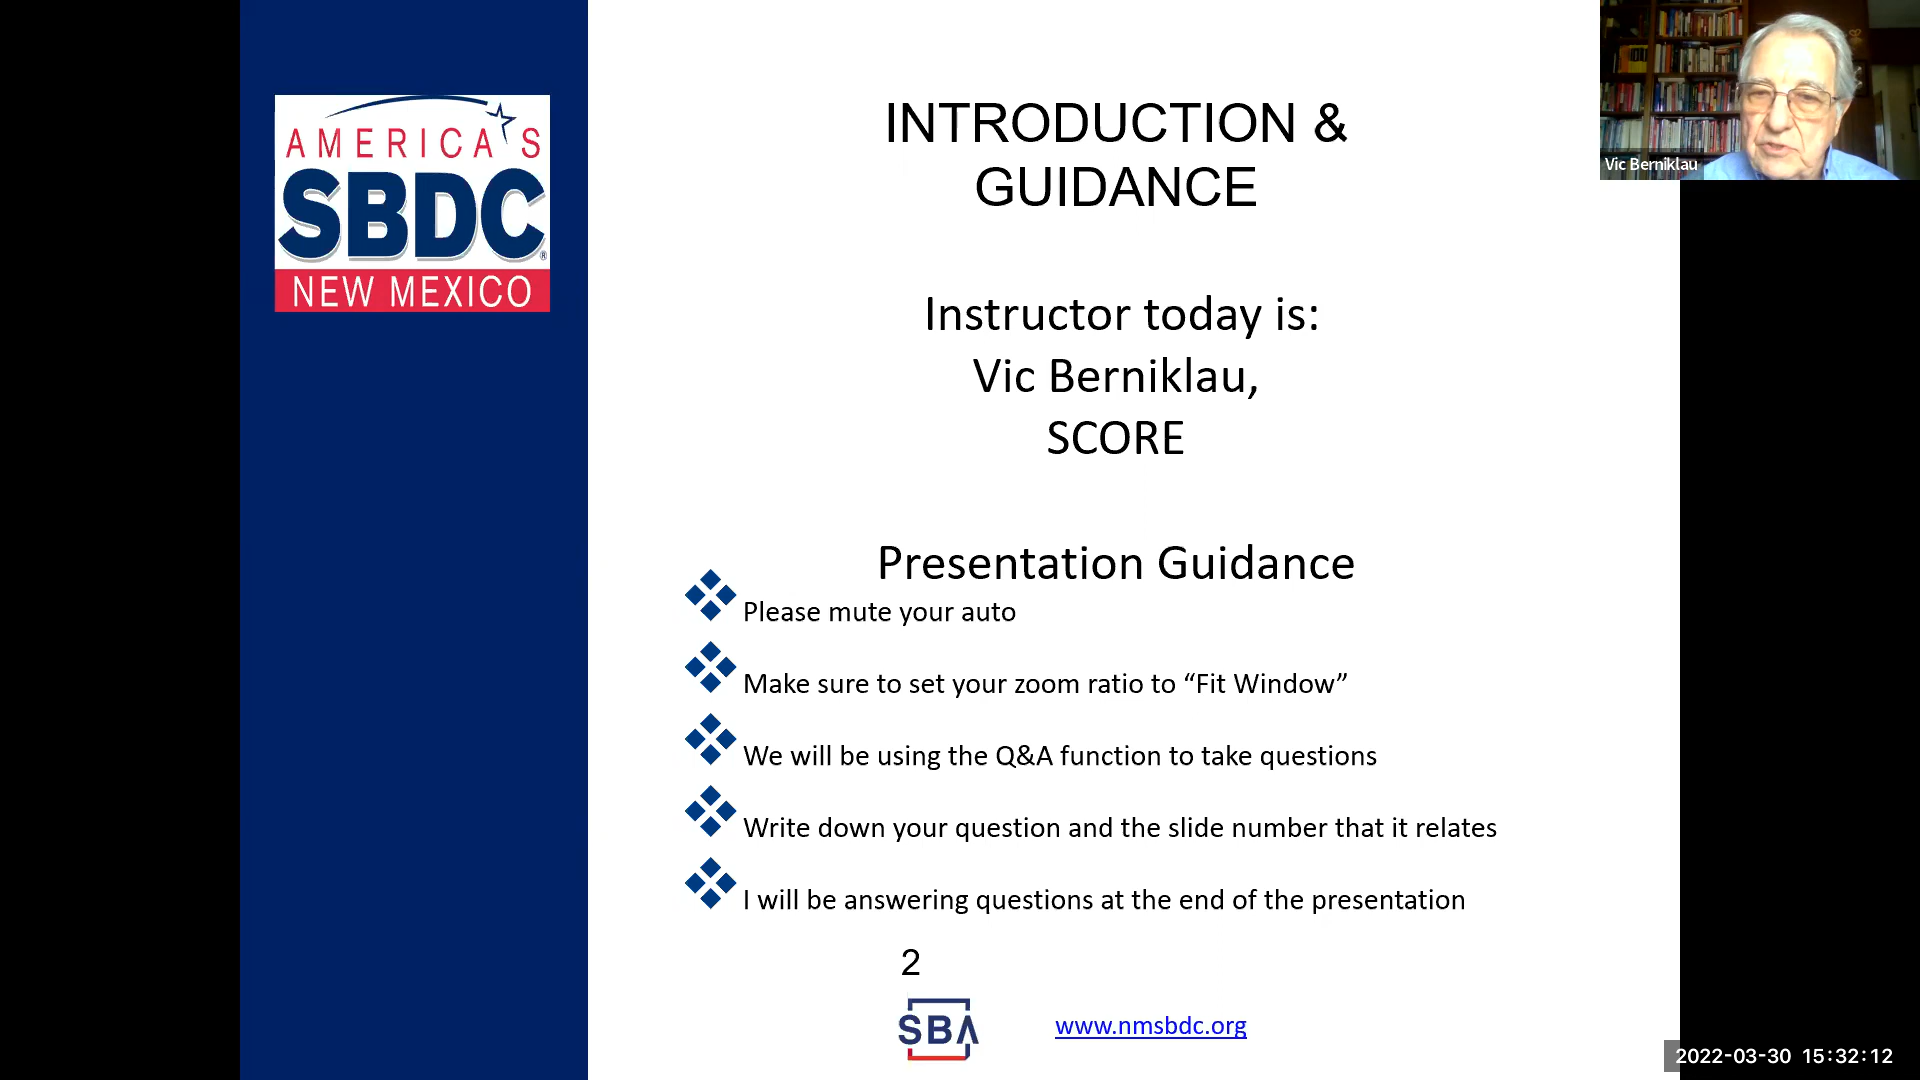 AMERICA'S
SBDC®
NEW MEXICO
INTRODUCTION &
GUIDANCE
Instructor today is:
Vic Berniklau,
SCORE
Presentation Guidance
Please mute your auto
Make sure to set your zoom ratio to “Fit Window”
We will be using the Q&A function to take questions
Write down your question and the slide number that it relates
I will be answering questions at the end of the presentation
2
SBA
www.nmsbdc.org
Vic Berniklau
2022-03-30 15:32:12